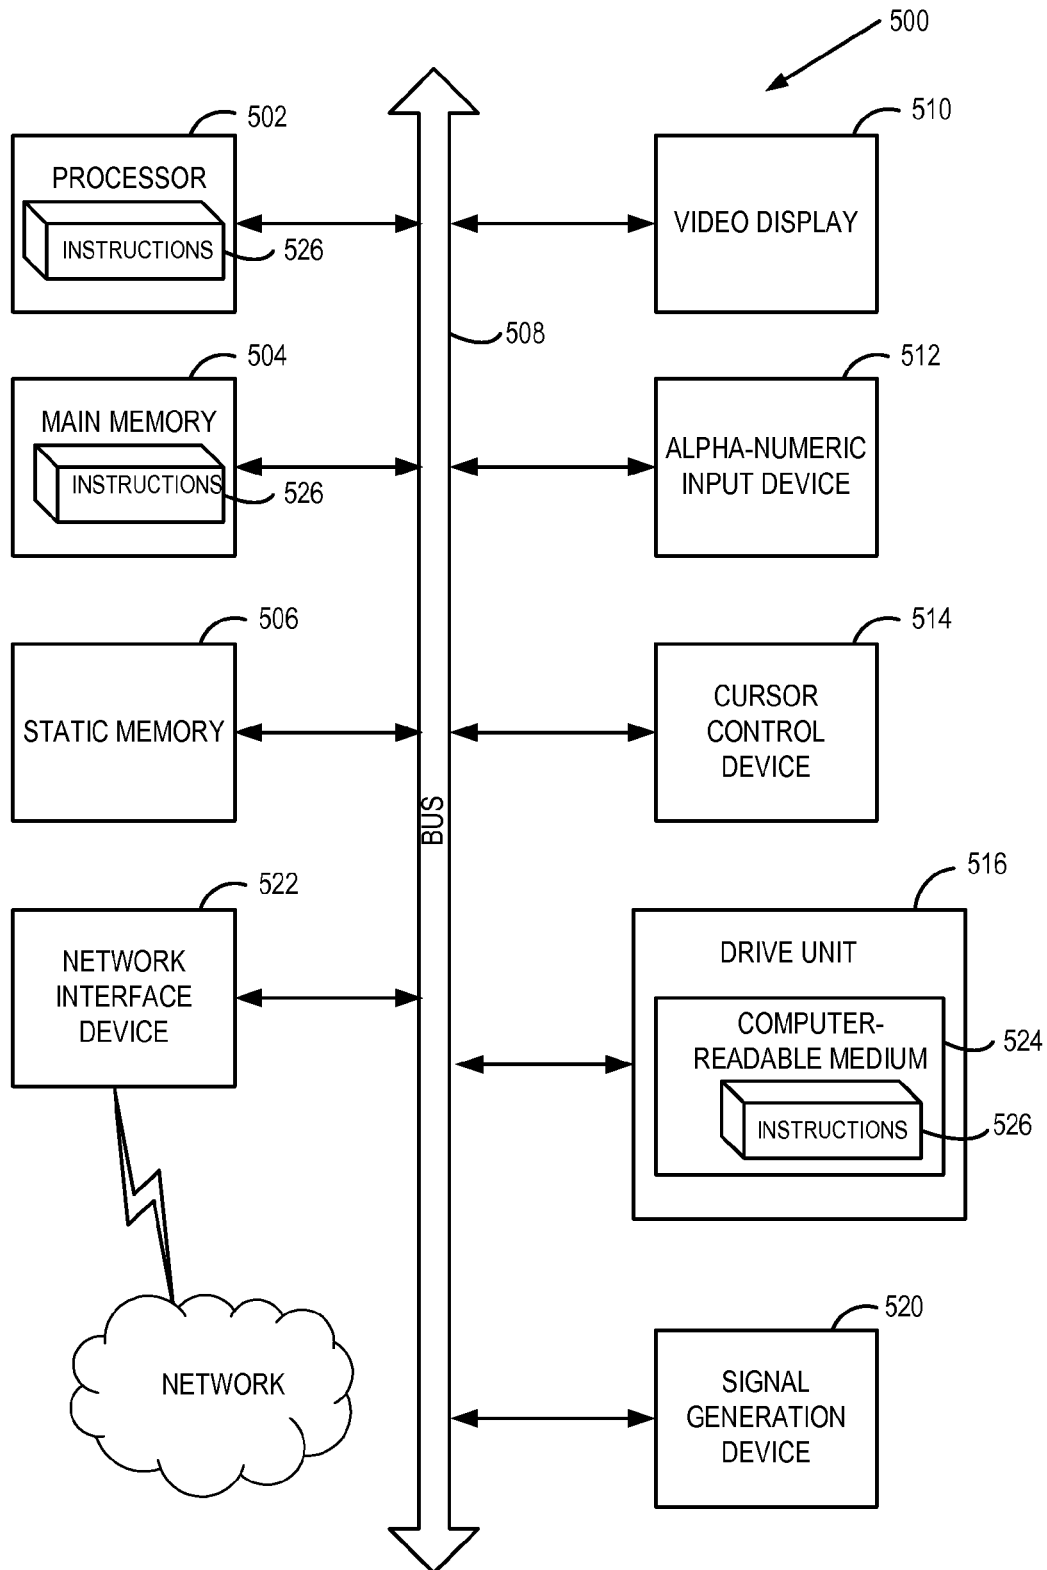 500
502
PROCESSOR
INSTRUCTIONS
526
510
VIDEO DISPLAY
508
504
MAIN MEMORY
INSTRUCTIONS
526
512
ALPHA-NUMERIC
INPUT DEVICE
506
STATIC MEMORY
514
CURSOR
CONTROL
DEVICE
BUS
522
NETWORK
INTERFACE
DEVICE
516
DRIVE UNIT
COMPUTER-
READABLE MEDIUM
524
INSTRUCTIONS
526
NETWORK
520
SIGNAL
GENERATION
DEVICE